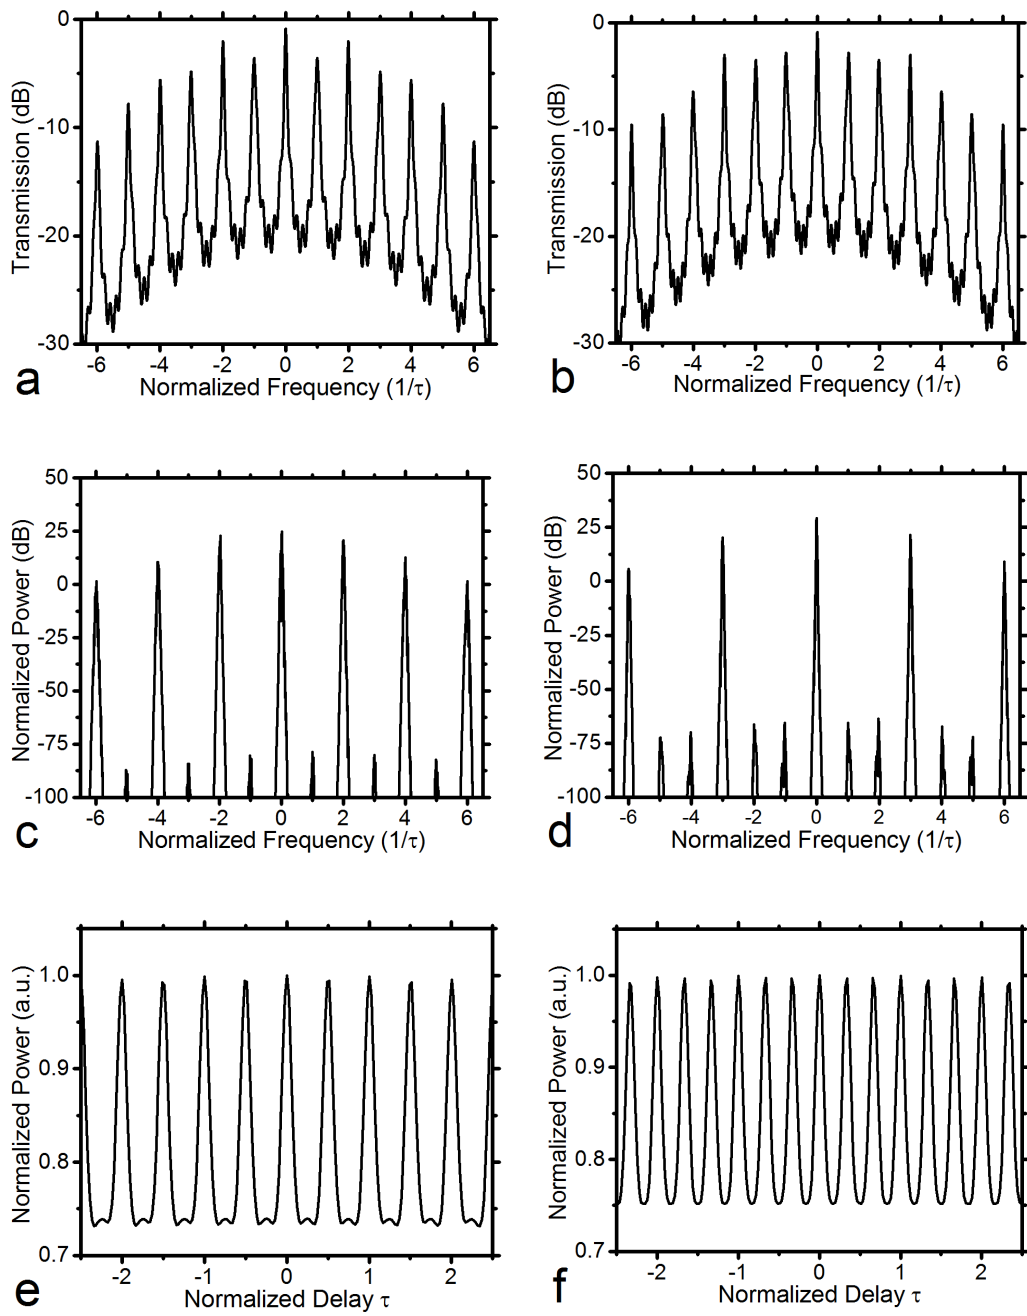 0
-10
-20
-30
Transmission (dB)
-6 -4 -2 0 2 4 6
Normalized Frequency (1/τ)
a
0
-10
-20
-30
Transmission (dB)
-6 -4 -2 0 2 4 6
Normalized Frequency (1/τ)
b
50
25
0
-25
-50
-75
-100
Normalized Power (dB)
-6 -4 -2 0 2 4 6
Normalized Frequency (1/τ)
c
50
25
0
-25
-50
-75
-100
Normalized Power (dB)
-6 -4 -2 0 2 4 6
Normalized Frequency (1/τ)
d
1.0
0.9
0.8
0.7
Normalized Power (a.u.)
-2 -1 0 1 2
Normalized Delay τ
e
1.0
0.9
0.8
0.7
Normalized Power (a.u.)
-2 -1 0 1 2
Normalized Delay τ
f